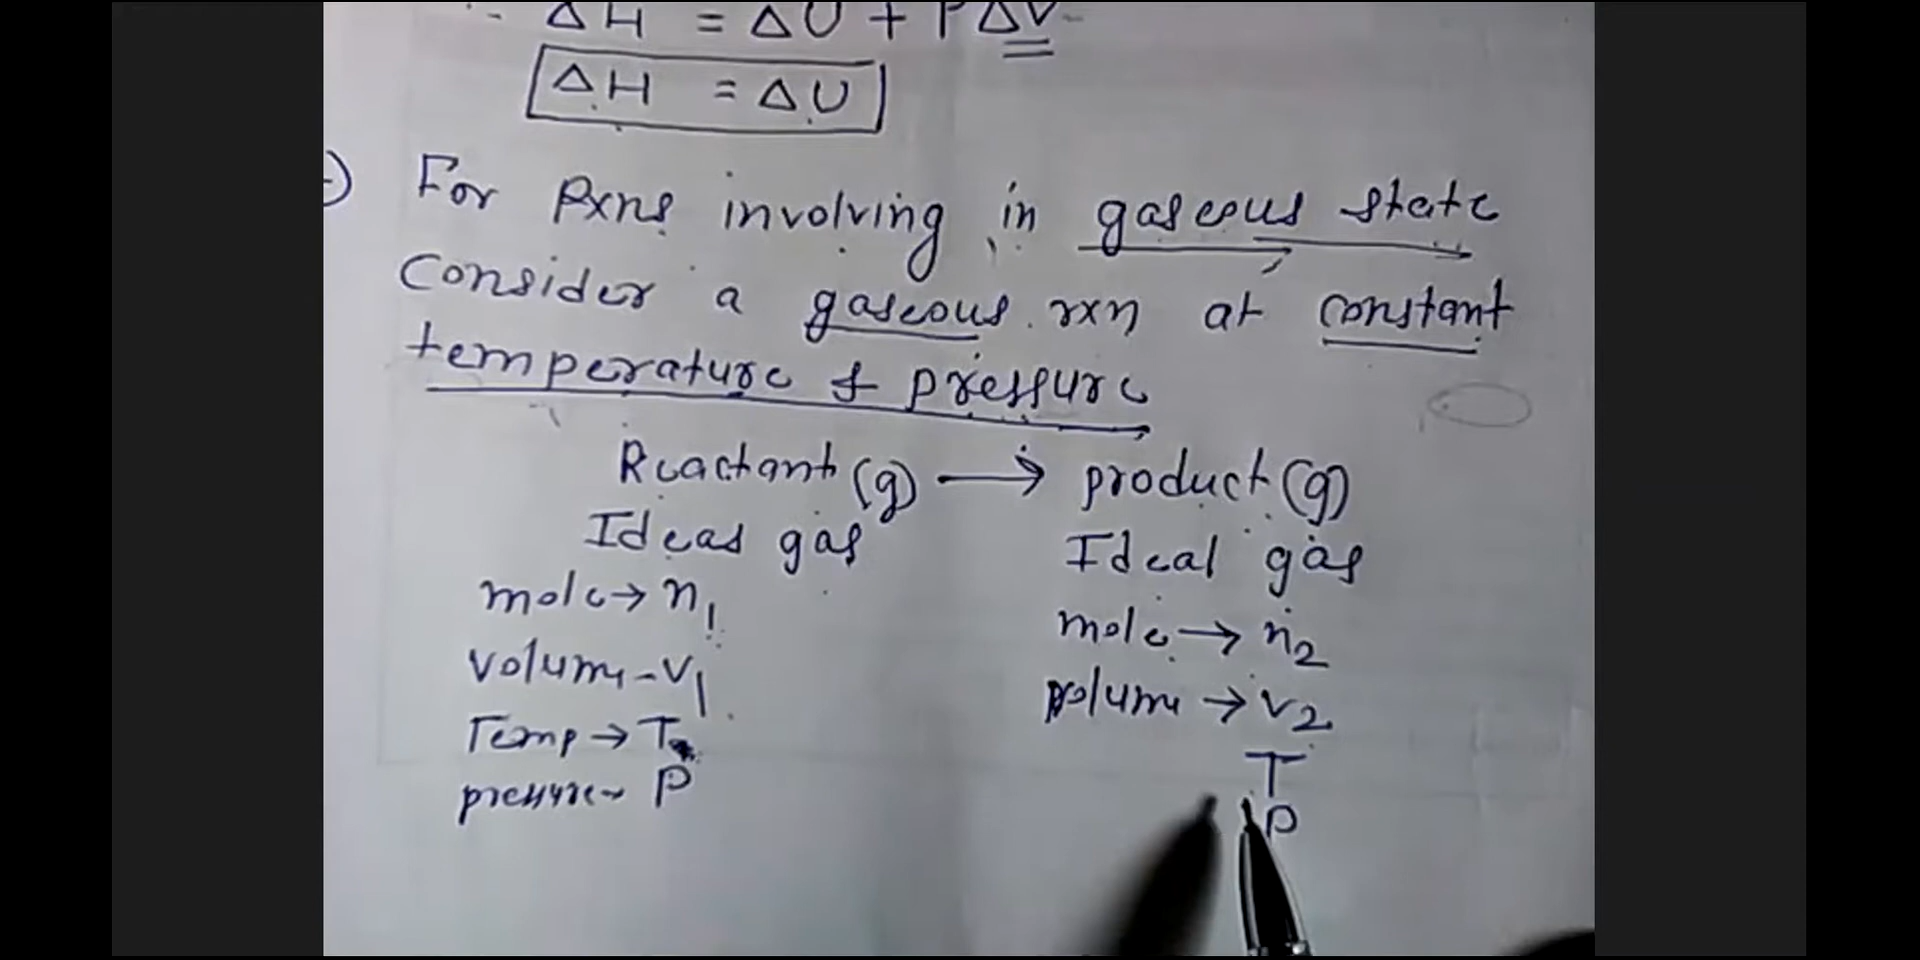 ΔH = ΔU + PΔV
ΔH = ΔU
For Rxns involving in gaseous state
Consider a gaseous rxn at constant
temperature & pressure
Reactant (g) → product (g)
Ideas gas Ideal gas
mole → n₁ mole → n₂
volume - V₁ volume → V₂
Temp → T T
pressure → P P